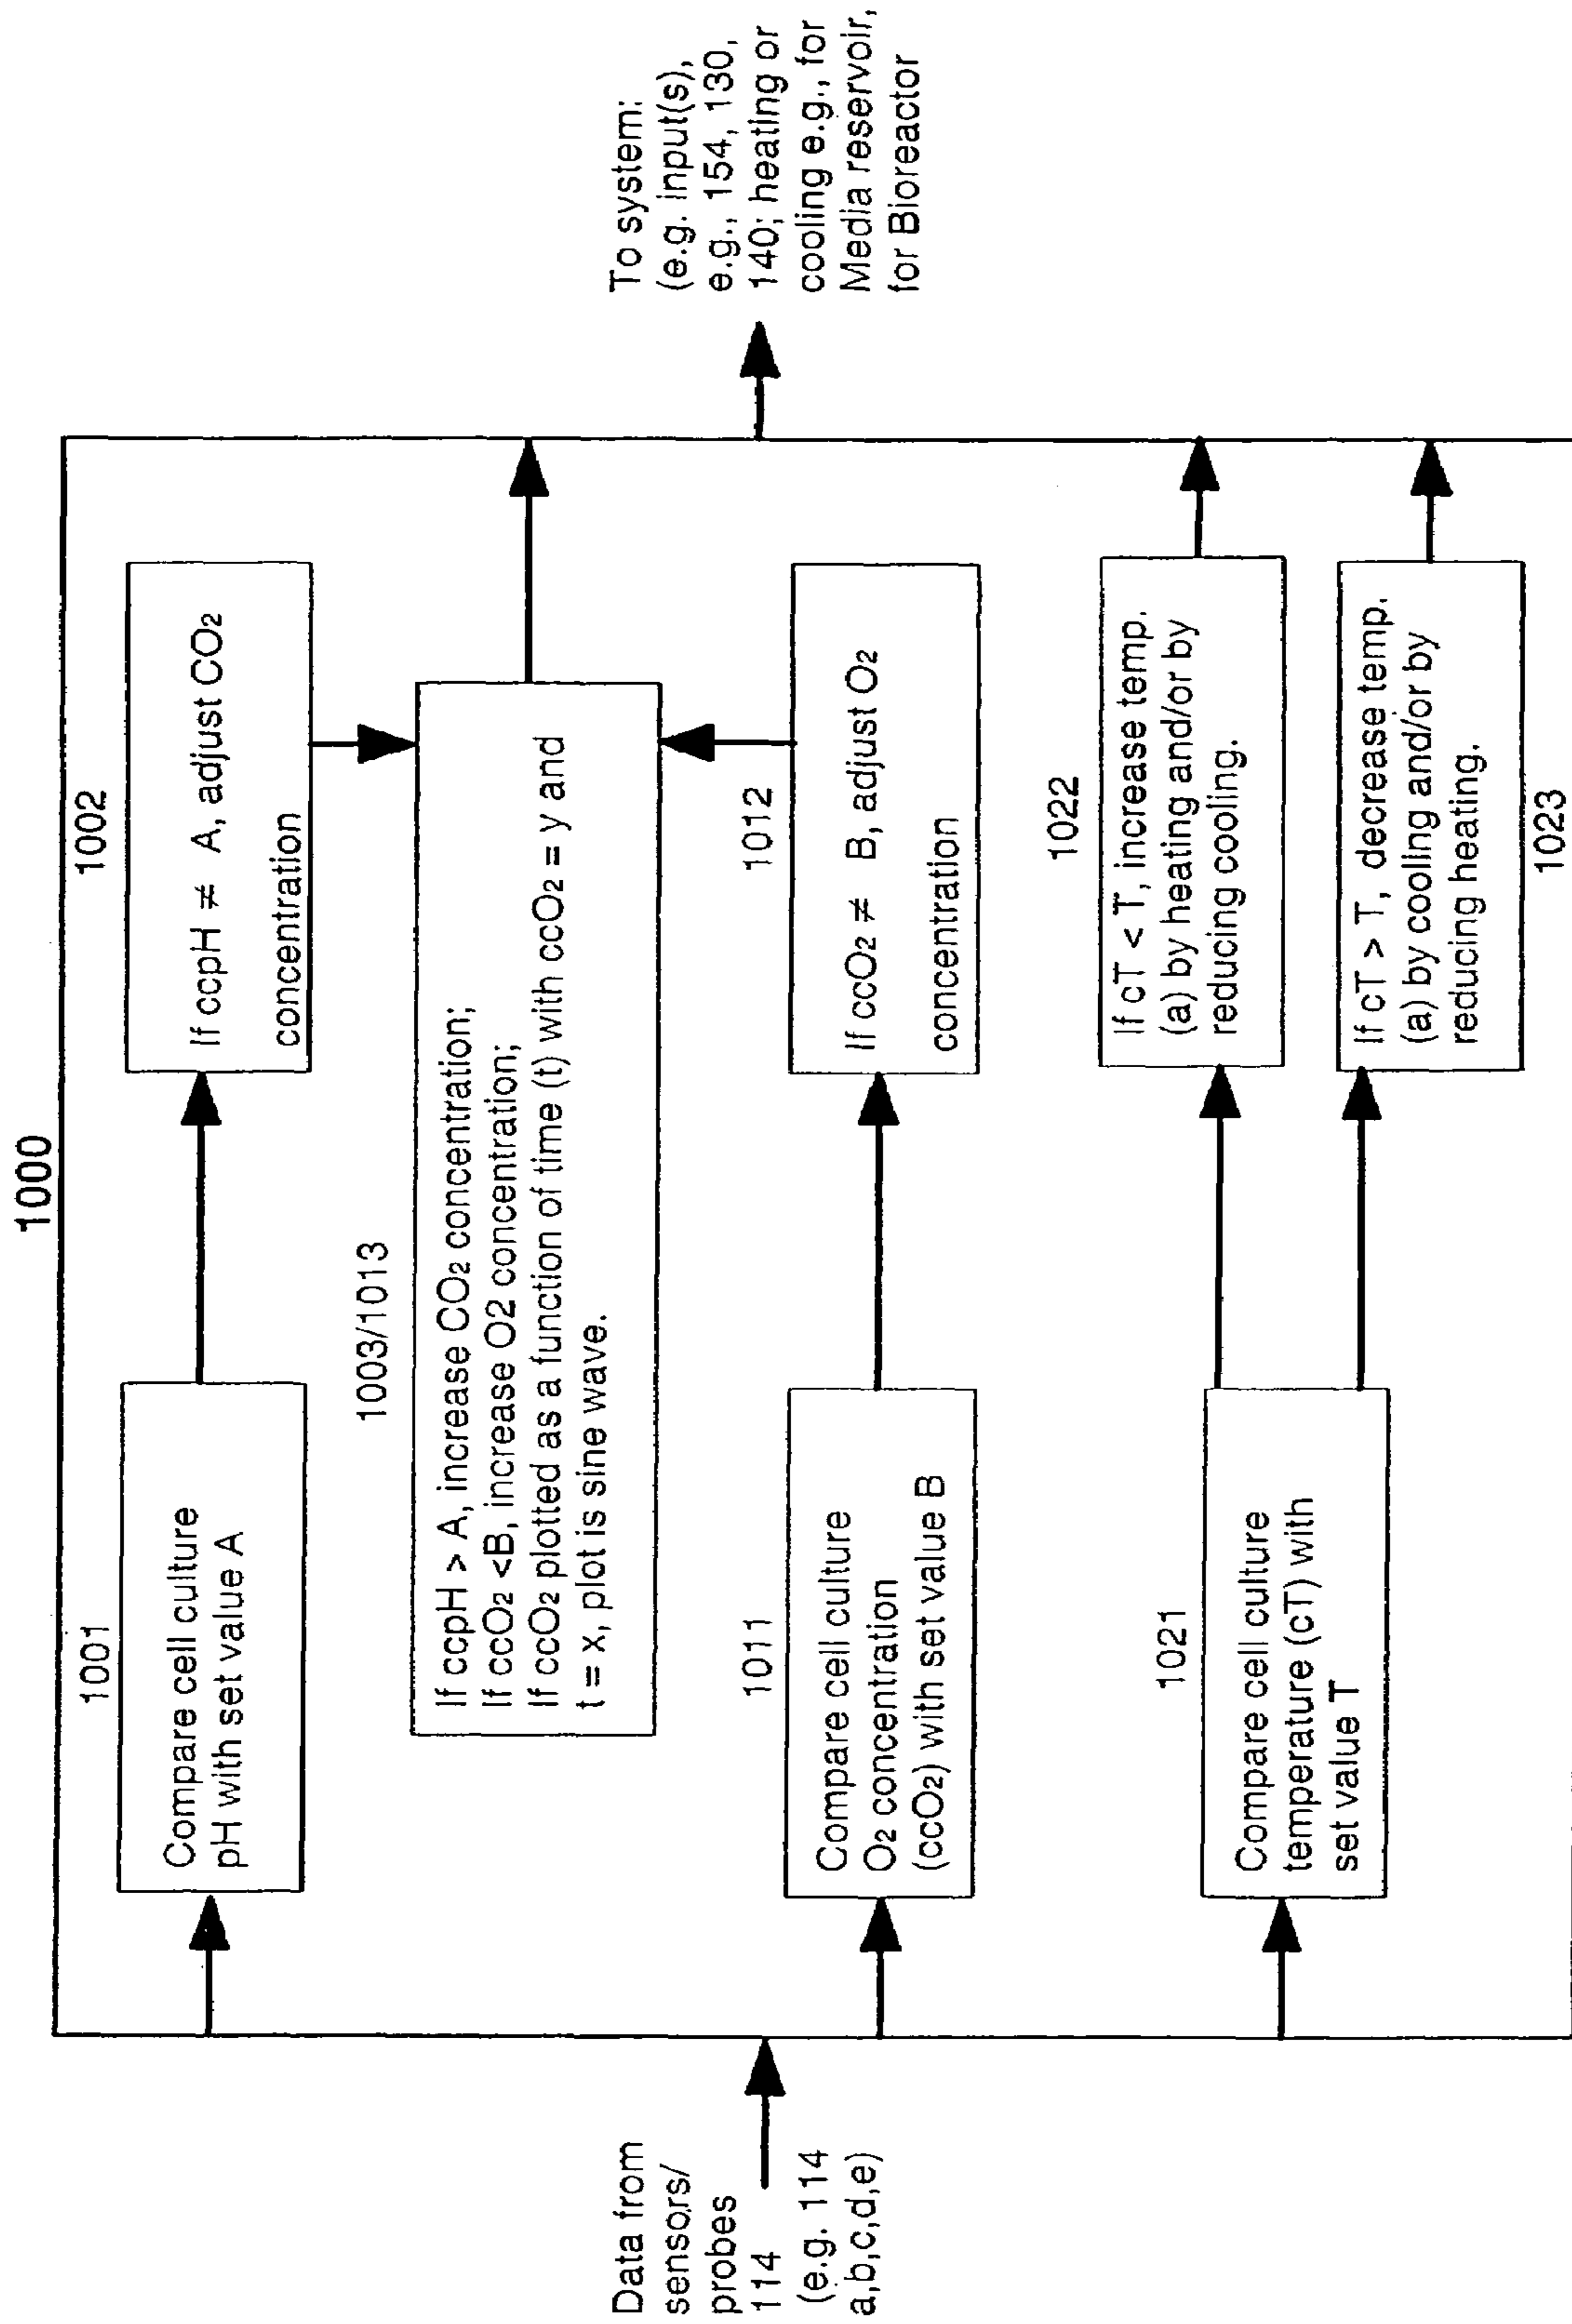 1000
Data from
sensors/
probes
114
(e.g. 114
a,b,c,d,e)
1001
Compare cell culture
pH with set value A
1002
If ccpH ≠ A, adjust CO₂
concentration
1003/1013
If ccpH > A, increase CO₂ concentration;
If ccO₂ <B, increase O2 concentration;
If ccO₂ plotted as a function of time (t) with ccO₂ = y and
t = x, plot is sine wave.
1011
Compare cell culture
O₂ concentration
(ccO₂) with set value B
1012
If ccO₂ ≠ B, adjust O₂
concentration
1021
Compare cell culture
temperature (cT) with
set value T
1022
If cT < T, increase temp.
(a) by heating and/or by
reducing cooling.
If cT > T, decrease temp.
(a) by cooling and/or by
reducing heating.
1023
To system:
(e.g. input(s),
e.g., 154, 130,
140; heating or
cooling e.g., for
Media reservoir,
for Bioreactor